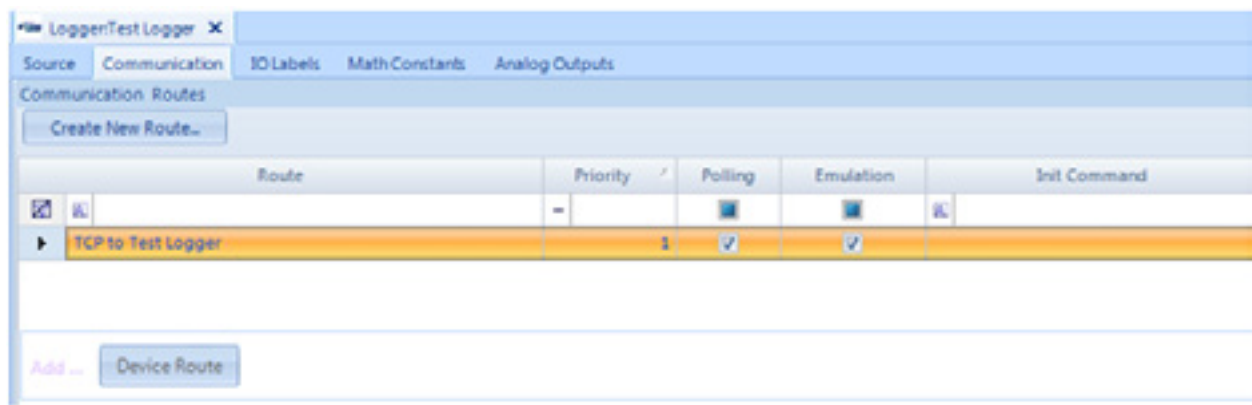 Logger:Test Logger X
Source Communication IO Labels Math Constants Analog Outputs
Communication Routes
Create New Route...
Route Priority Polling Emulation Init Command
TCP to Test Logger 1
Add ... Device Route